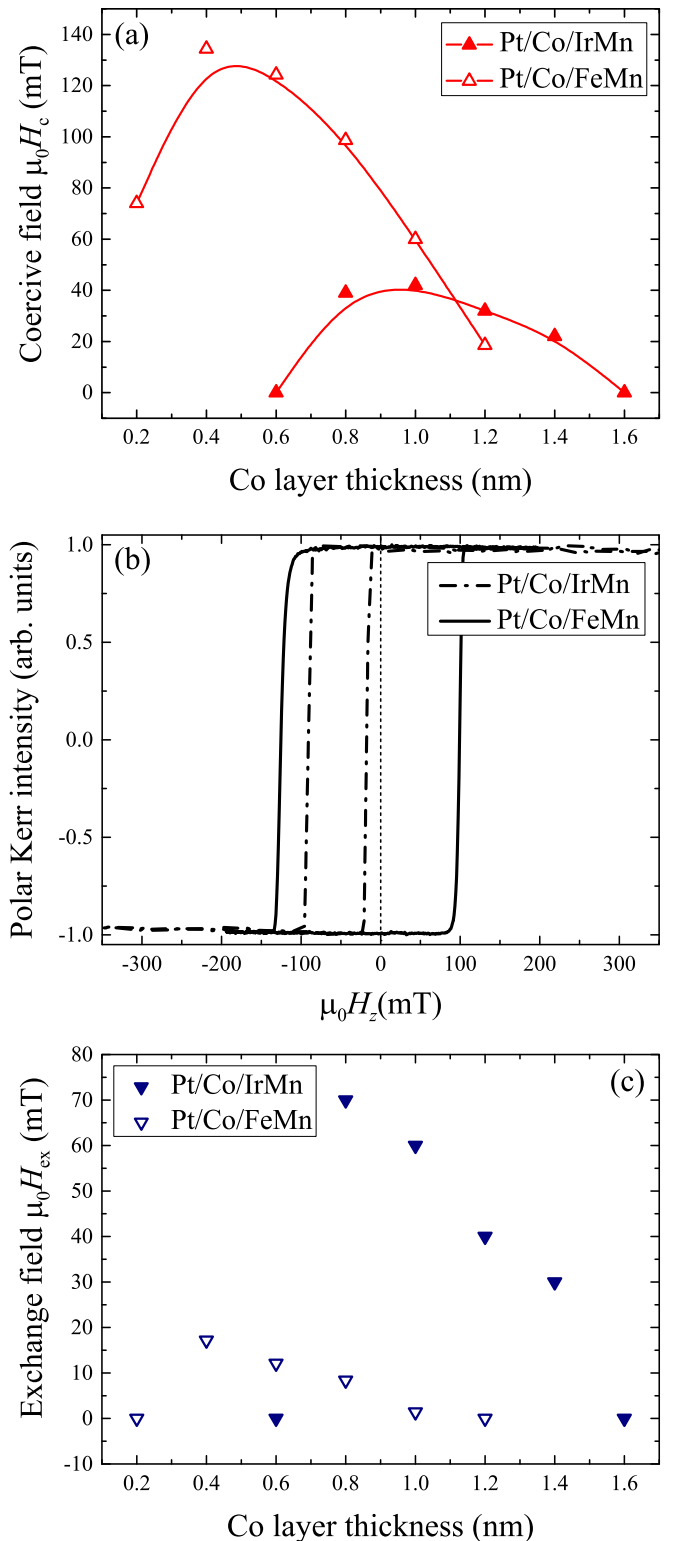 (a)
Pt/Co/IrMn
Pt/Co/FeMn
Coercive field μ₀Hc (mT)
140
120
100
80
60
40
20
0
0.2 0.4 0.6 0.8 1.0 1.2 1.4 1.6
Co layer thickness (nm)
(b)
Pt/Co/IrMn
Pt/Co/FeMn
Polar Kerr intensity (arb. units)
1.0
0.5
0.0
-0.5
-1.0
-300 -200 -100 0 100 200 300
μ₀Hz(mT)
(c)
Pt/Co/IrMn
Pt/Co/FeMn
Exchange field μ₀Hex (mT)
80
70
60
50
40
30
20
10
0
-10
0.2 0.4 0.6 0.8 1.0 1.2 1.4 1.6
Co layer thickness (nm)